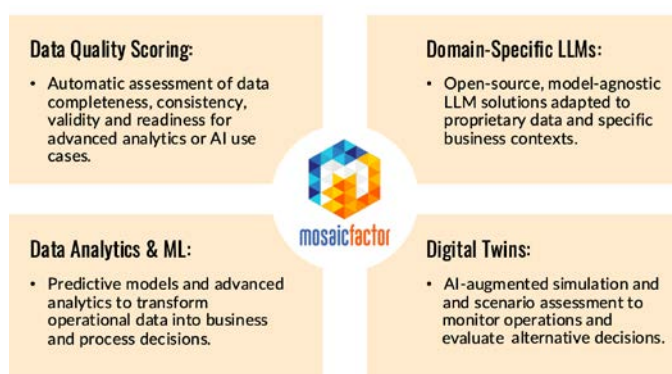 Data Quality Scoring:
• Automatic assessment of data
completeness, consistency,
validity and readiness for
advanced analytics or AI use
cases.
Domain-Specific LLMs:
• Open-source, model-agnostic
LLM solutions adapted to
proprietary data and specific
business contexts.
mosaicfactor
Data Analytics & ML:
• Predictive models and advanced
analytics to transform
operational data into business
and process decisions.
Digital Twins:
• AI-augmented simulation and
and scenario assessment to
monitor operations and
evaluate alternative decisions.